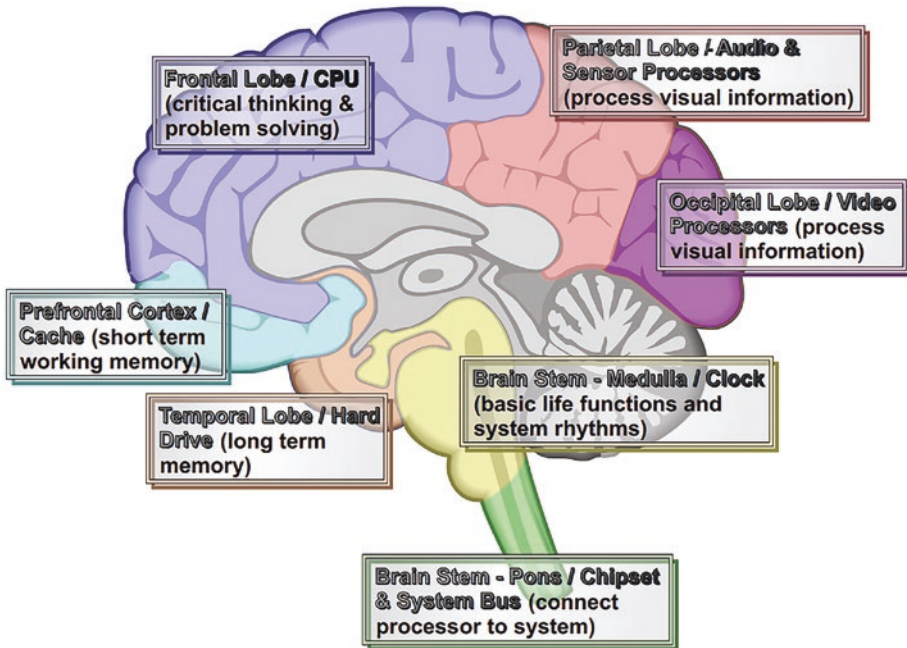 Frontal Lobe / CPU
(critical thinking &
problem solving)
Parietal Lobe / Audio &
Sensor Processors
(process visual information)
Occipital Lobe / Video
Processors (process
visual information)
Prefrontal Cortex /
Cache (short term
working memory)
Brain Stem - Medulla / Clock
(basic life functions and
system rhythms)
Temporal Lobe / Hard
Drive (long term
memory)
Brain Stem - Pons / Chipset
& System Bus (connect
processor to system)